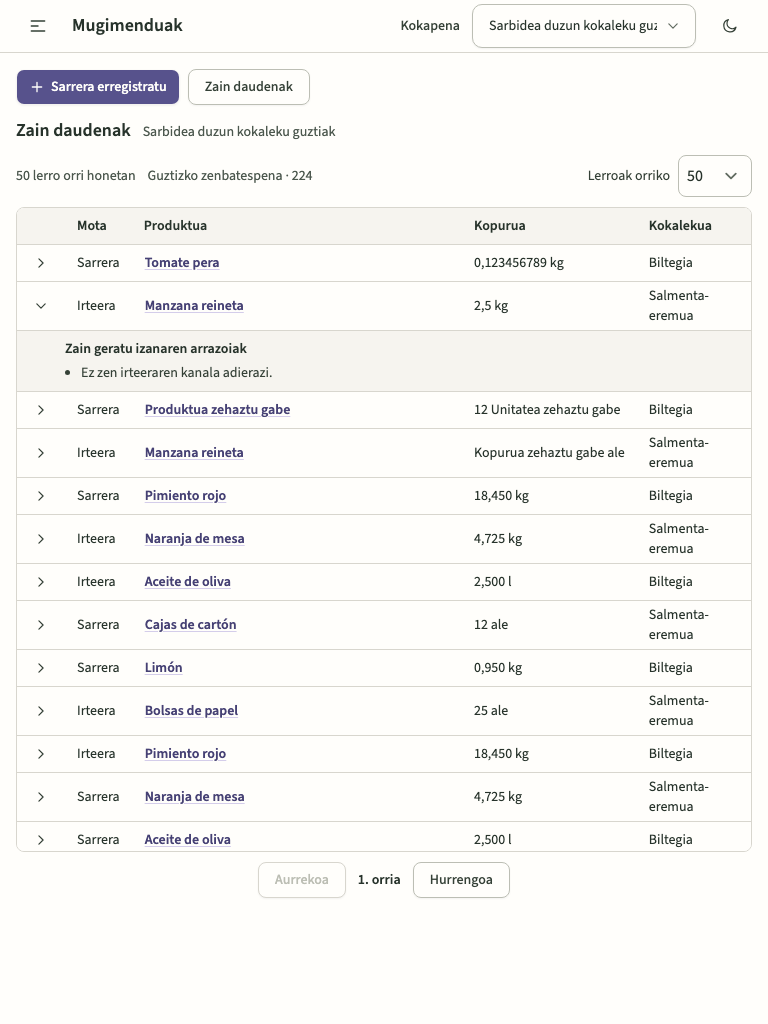 Mugimenduak
Kokapena
Sarbidea duzun kokaleku guz
Sarrera erregistratu
Zain daudenak
Zain daudenak
Sarbidea duzun kokaleku guztiak
50 lerro orri honetan
Guztizko zenbatespena · 224
Lerroak orriko
50
Mota Produktua Kopurua Kokalekua
Sarrera Tomate pera 0,123456789 kg Biltegia
Irteera Manzana reineta 2,5 kg Salmenta-
eremua
Zain geratu izanaren arrazoiak
• Ez zen irteeraren kanala adierazi.
Sarrera Produktua zehaztu gabe 12 Unitatea zehaztu gabe Biltegia
Irteera Manzana reineta Kopurua zehaztu gabe ale Salmenta-
eremua
Sarrera Pimiento rojo 18,450 kg Biltegia
Irteera Naranja de mesa 4,725 kg Salmenta-
eremua
Irteera Aceite de oliva 2,500 l Biltegia
Sarrera Cajas de cartón 12 ale Salmenta-
eremua
Sarrera Limón 0,950 kg Biltegia
Irteera Bolsas de papel 25 ale Salmenta-
eremua
Irteera Pimiento rojo 18,450 kg Biltegia
Sarrera Naranja de mesa 4,725 kg Salmenta-
eremua
Sarrera Aceite de oliva 2,500 l Biltegia
Aurrekoa
1. orria
Hurrengoa